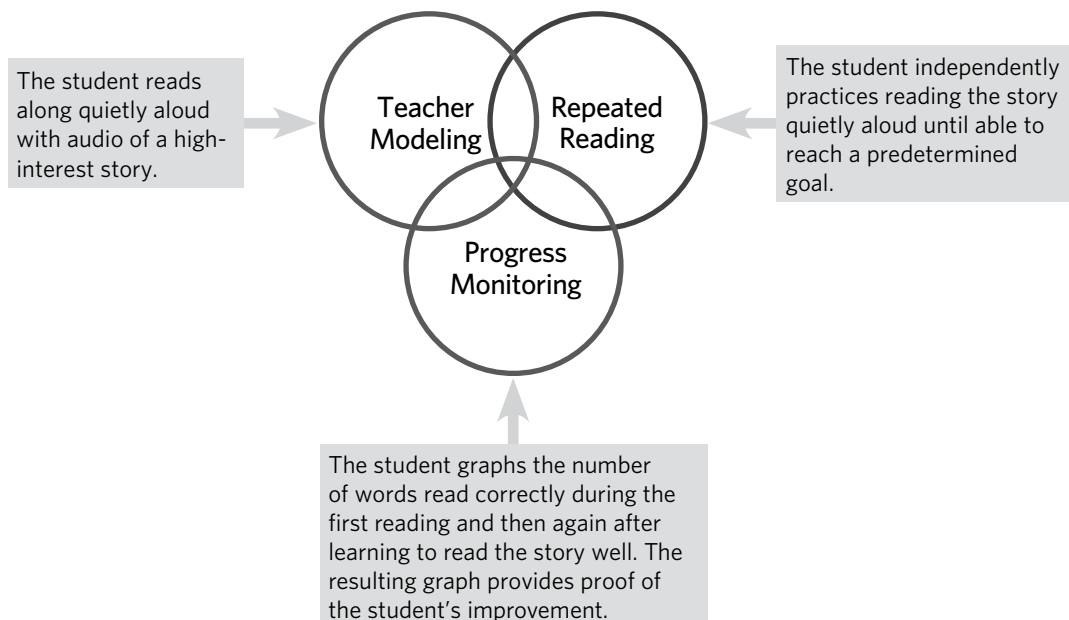 The student reads
along quietly aloud
with audio of a high-
interest story.
Teacher
Modeling
Repeated
Reading
The student independently
practices reading the story
quietly aloud until able to
reach a predetermined
goal.
Progress
Monitoring
The student graphs the number
of words read correctly during the
first reading and then again after
learning to read the story well. The
resulting graph provides proof of
the student’s improvement.